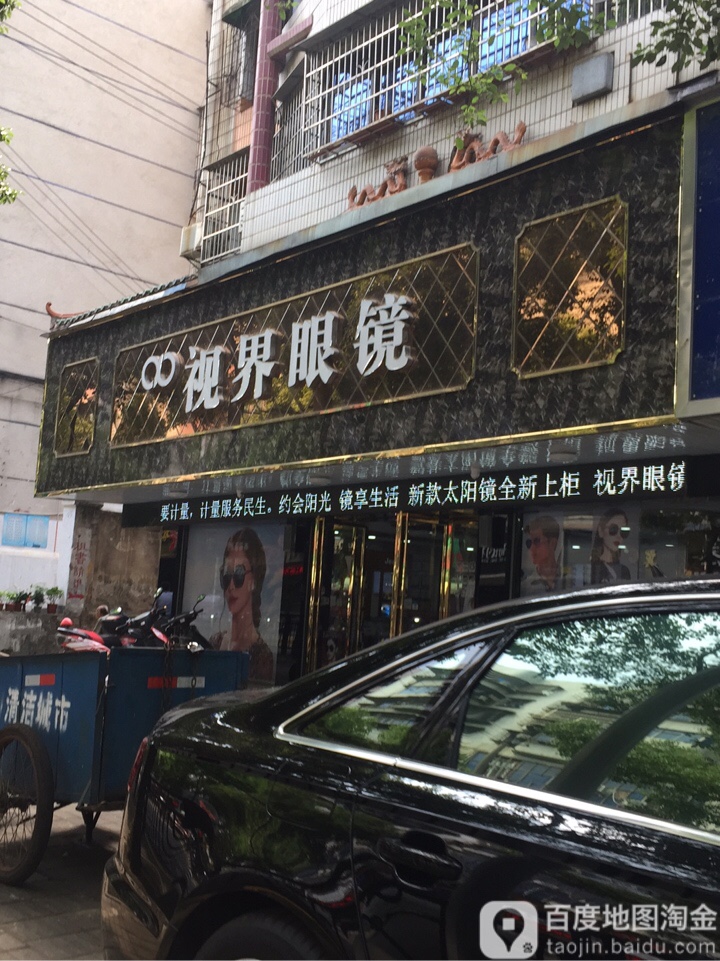 视界眼镜
要计量，计量服务民生。约会阳光 镜享生活 新款太阳镜全新上柜 视界眼镜
清洁城市
百度地图淘金
taojin.baidu.com